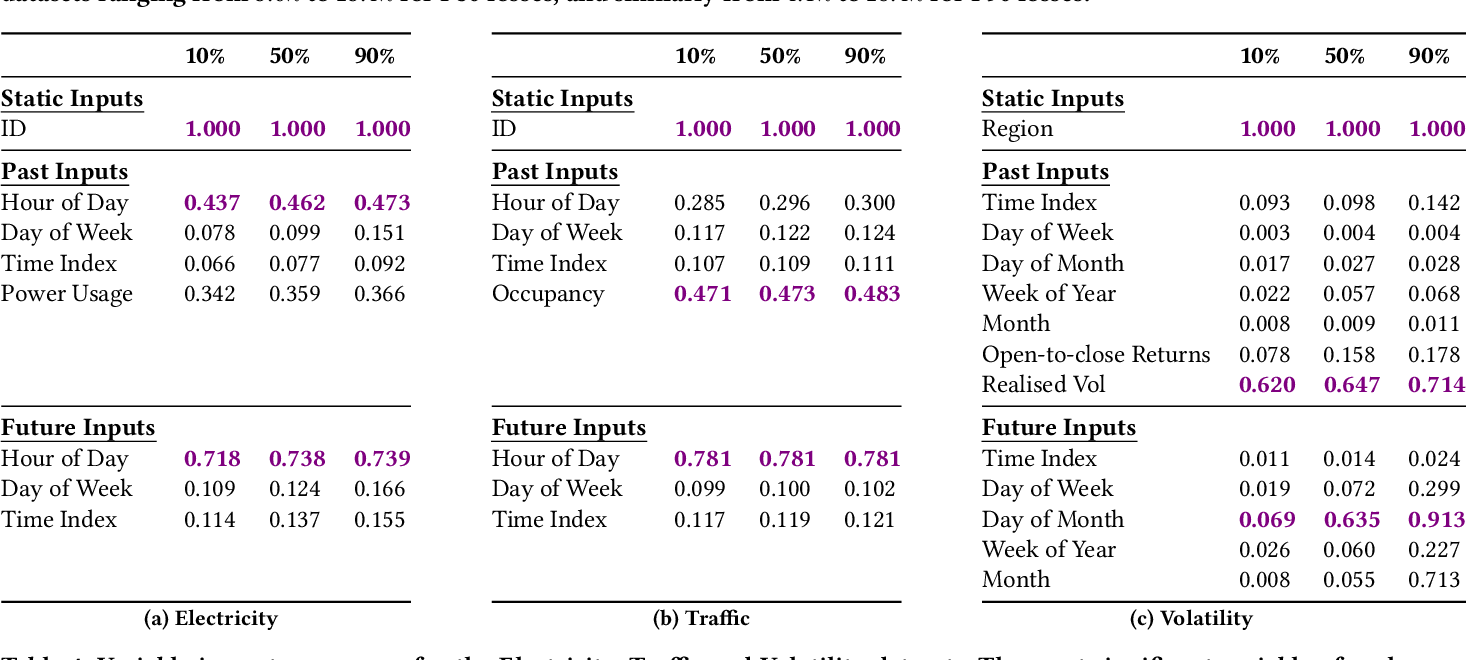 10% 50% 90%
Static Inputs
ID 1.000 1.000 1.000
Past Inputs
Hour of Day 0.437 0.462 0.473
Day of Week 0.078 0.099 0.151
Time Index 0.066 0.077 0.092
Power Usage 0.342 0.359 0.366
Future Inputs
Hour of Day 0.718 0.738 0.739
Day of Week 0.109 0.124 0.166
Time Index 0.114 0.137 0.155
(a) Electricity
10% 50% 90%
Static Inputs
ID 1.000 1.000 1.000
Past Inputs
Hour of Day 0.285 0.296 0.300
Day of Week 0.117 0.122 0.124
Time Index 0.107 0.109 0.111
Occupancy 0.471 0.473 0.483
Future Inputs
Hour of Day 0.781 0.781 0.781
Day of Week 0.099 0.100 0.102
Time Index 0.117 0.119 0.121
(b) Traffic
10% 50% 90%
Static Inputs
Region 1.000 1.000 1.000
Past Inputs
Time Index 0.093 0.098 0.142
Day of Week 0.003 0.004 0.004
Day of Month 0.017 0.027 0.028
Week of Year 0.022 0.057 0.068
Month 0.008 0.009 0.011
Open-to-close Returns 0.078 0.158 0.178
Realised Vol 0.620 0.647 0.714
Future Inputs
Time Index 0.011 0.014 0.024
Day of Week 0.019 0.072 0.299
Day of Month 0.069 0.635 0.913
Week of Year 0.026 0.060 0.227
Month 0.008 0.055 0.713
(c) Volatility